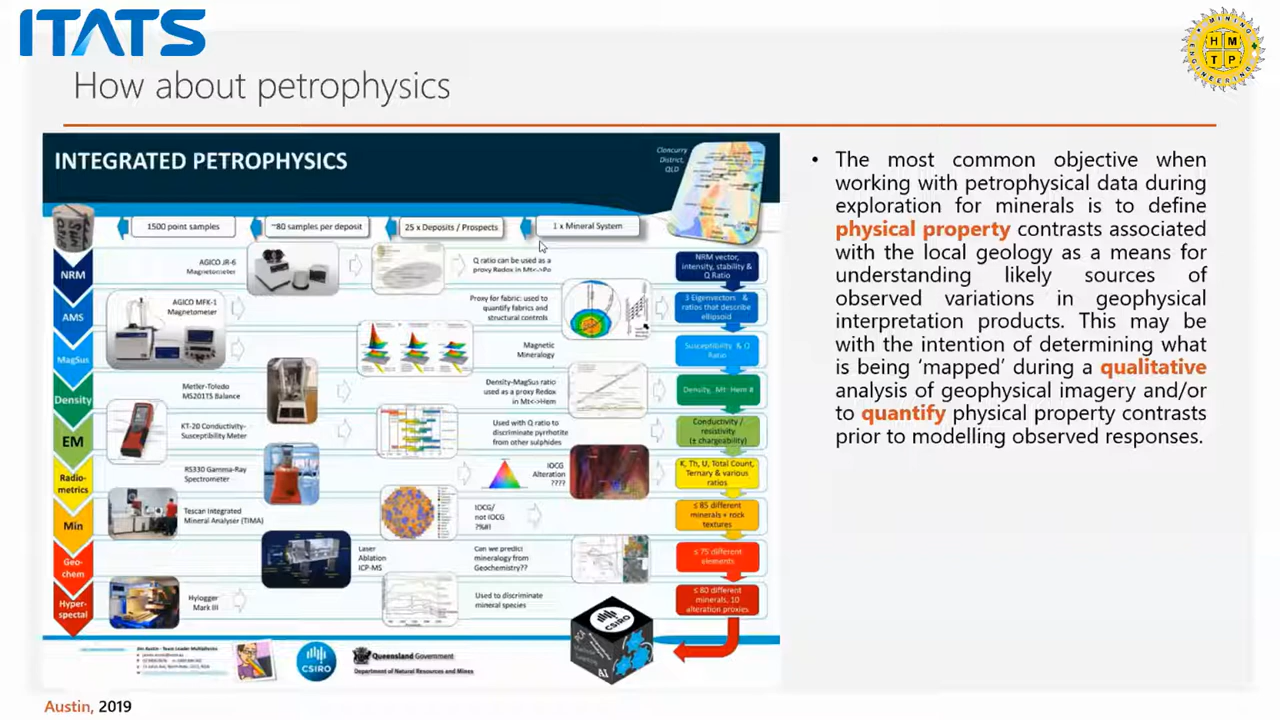 ITATS
MINING
H M
T P
ENGINEERING
How about petrophysics
INTEGRATED PETROPHYSICS
Cloncurry
District,
QLD
1500 point samples
~80 samples per deposit
25 x Deposits / Prospects
1 x Mineral System
NRM
AGICO JR-6
Magnetometer
Q ratio can be used as a
proxy Redox in Mt<->Po
NRM vector,
intensity, stability &
Q Ratio
AMS
AGICO MFK-1
Magnetometer
Proxy for fabric: used to
quantify fabrics and
structural controls
3 Eigenvectors &
ratios that describe
ellipsoid
MagSus
Magnetic
Mineralogy
Susceptibility & Q
Ratio
Density
Metler-Toledo
MS201TS Balance
Density-MagSus ratio
used as a proxy Redox
in Mt<->Hem
Density, Mt: Hem R
EM
KT-20 Conductivity-
Susceptibility Meter
Used with Q ratio to
discriminate pyrrhotite
from other sulphides
Conductivity /
resistivity
(± chargeability)
Radio-
metrics
RS330 Gamma-Ray
Spectrometer
IOCG
Alteration
????
K, Th, U, Total Count,
Ternary & various
ratios
Min
Tescan Integrated
Mineral Analyser (TIMA)
IOCG/
not IOCG
?%#!
≤ 85 different
minerals + rock
textures
Geo-
chem
Laser
Ablation
ICP-MS
Can we predict
mineralogy from
Geochemistry??
≤ 75 different
elements
Hyper-
spectal
Hylogger
Mark III
Used to discriminate
mineral species
≤ 60 different
minerals, 10
alteration proxies
Jim Austin - Team Leader Multiphysics
CSIRO
Queensland Government
Department of Natural Resources and Mines
CSIRO
AI
• The most common objective when
working with petrophysical data during
exploration for minerals is to define
physical property contrasts associated
with the local geology as a means for
understanding likely sources of
observed variations in geophysical
interpretation products. This may be
with the intention of determining what
is being ‘mapped’ during a qualitative
analysis of geophysical imagery and/or
to quantify physical property contrasts
prior to modelling observed responses.
Austin, 2019